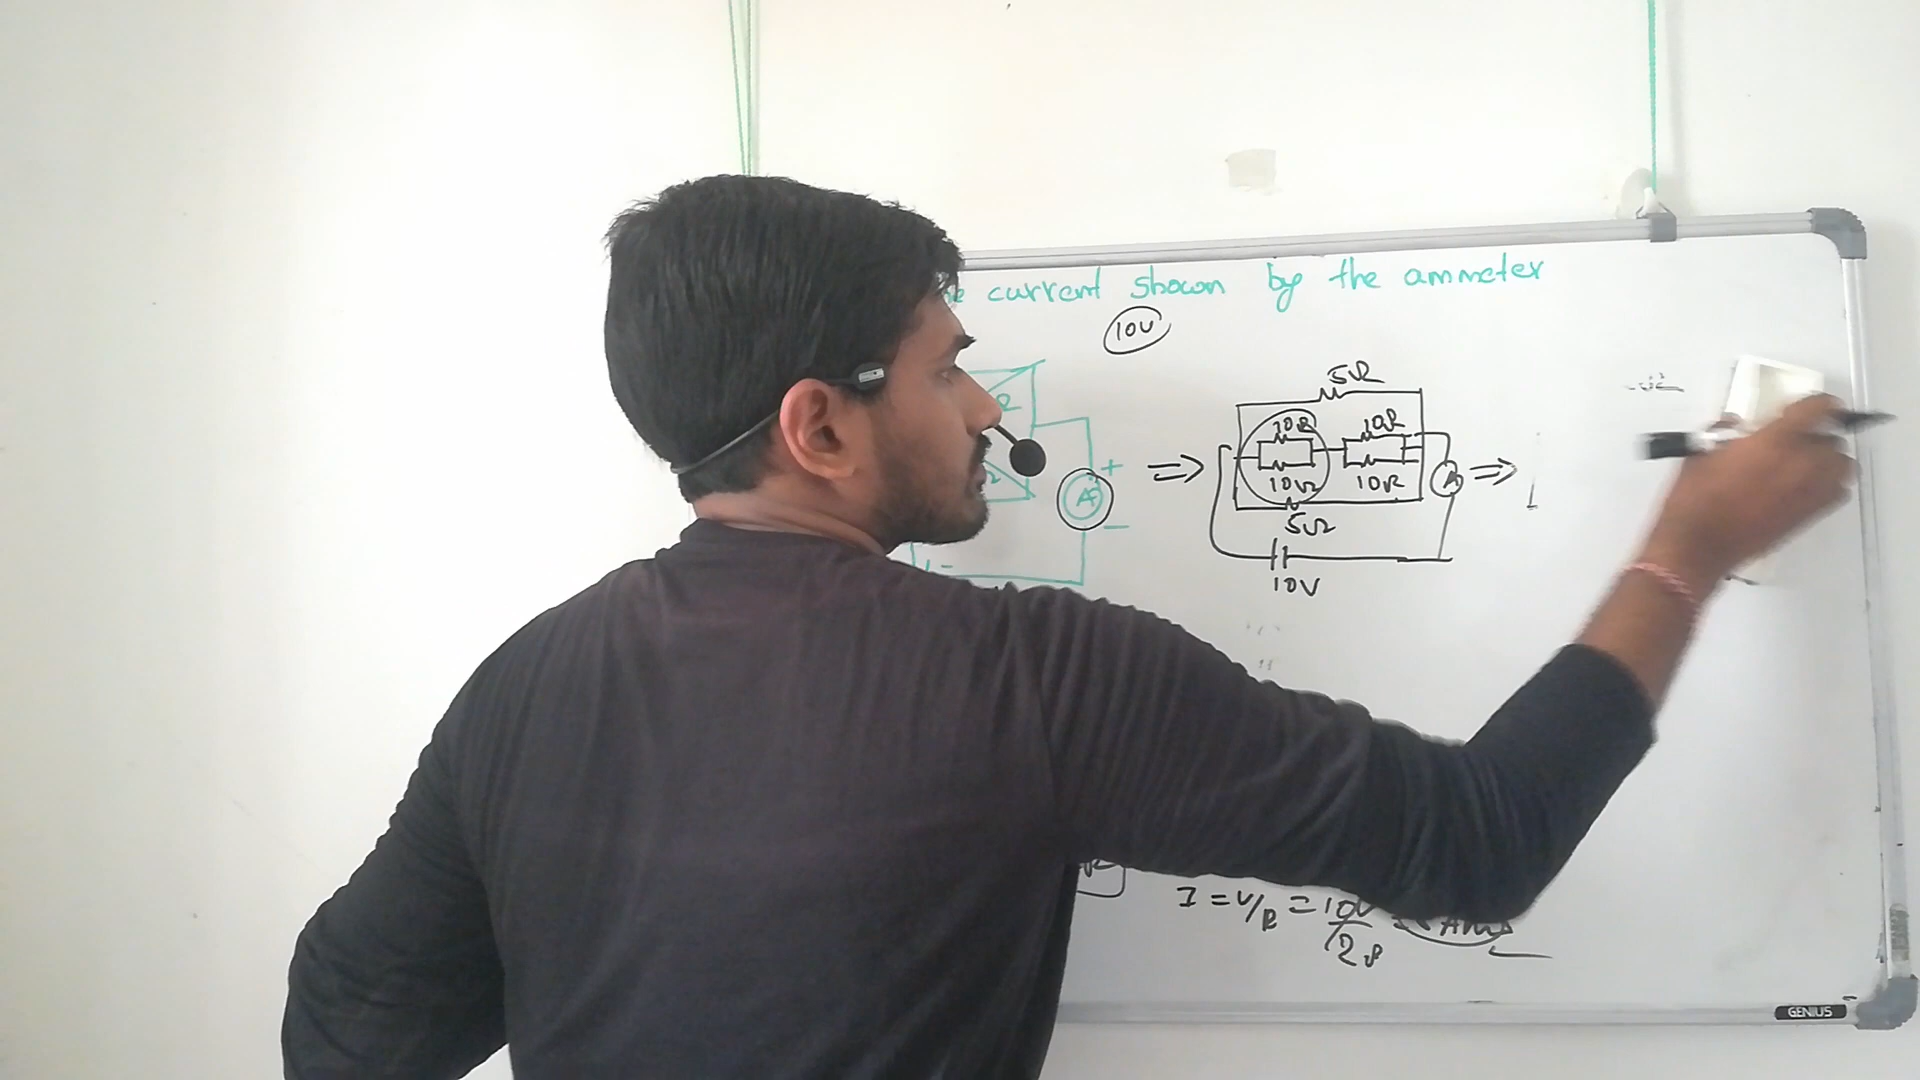 current shown by the ammeter
10V
5Ω
10Ω 10Ω
10Ω 10Ω
+ A ⇒ A ⇒
5Ω
10V
I = V/R = 10V/2Ω =
GENIUS